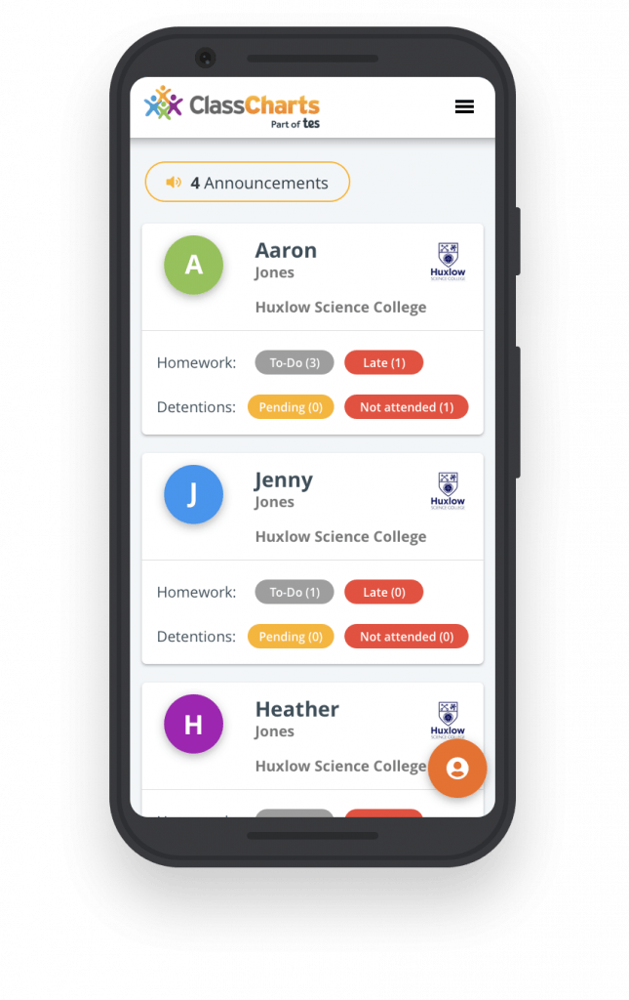 ClassCharts
Part of tes
4 Announcements
A
Aaron
Jones
Huxlow
SCIENCE COLLEGE
Huxlow Science College
Homework: To-Do (3) Late (1)
Detentions: Pending (0) Not attended (1)
J
Jenny
Jones
Huxlow
SCIENCE COLLEGE
Huxlow Science College
Homework: To-Do (1) Late (0)
Detentions: Pending (0) Not attended (0)
H
Heather
Jones
Huxlow
Huxlow Science College